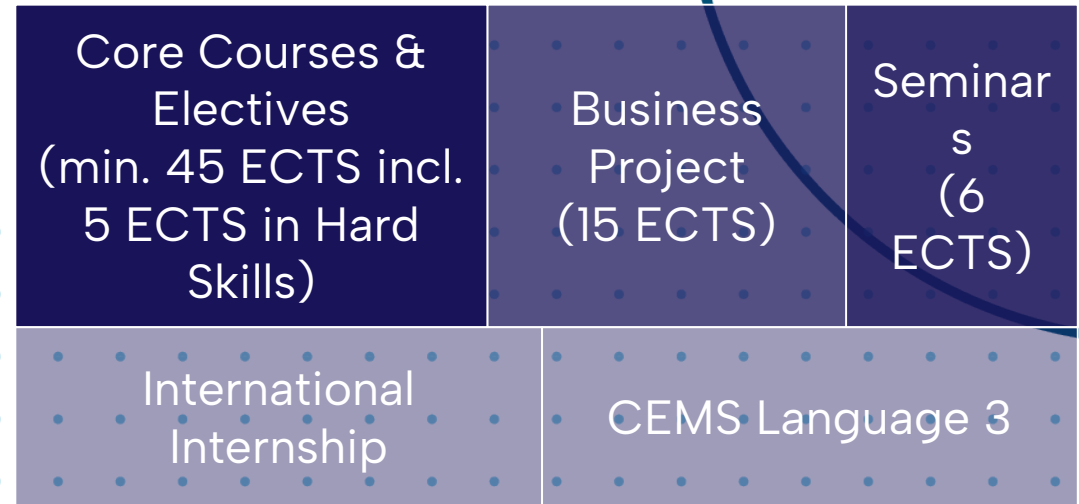 Core Courses &
Electives
(min. 45 ECTS incl.
5 ECTS in Hard
Skills)
Business
Project
(15 ECTS)
Seminar
s
(6
ECTS)
International
Internship
CEMS Language 3